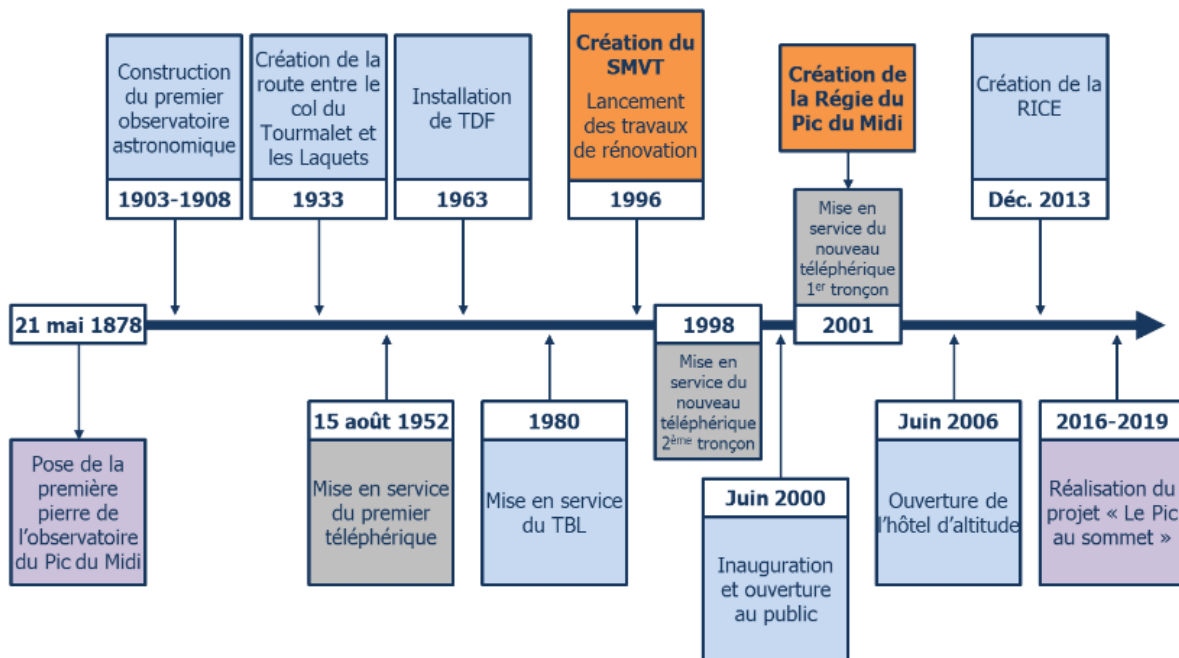 Construction
du premier
observatoire
astronomique
1903-1908
Création de la
route entre le
col du
Tourmalet et
les Laquets
1933
Installation
de TDF
1963
Création du
SMVT
Lancement
des travaux
de rénovation
1996
Création de
la Régie du
Pic du Midi
Mise en
service du
nouveau
téléphérique
1er tronçon
2001
Création de la
RICE
Déc. 2013
21 mai 1878
Pose de la
première
pierre de
l’observatoire
du Pic du Midi
15 août 1952
Mise en service
du premier
téléphérique
1980
Mise en service
du TBL
1998
Mise en
service du
nouveau
téléphérique
2ème tronçon
Juin 2000
Inauguration
et ouverture
au public
Juin 2006
Ouverture de
l’hôtel d’altitude
2016-2019
Réalisation du
projet « Le Pic
au sommet »